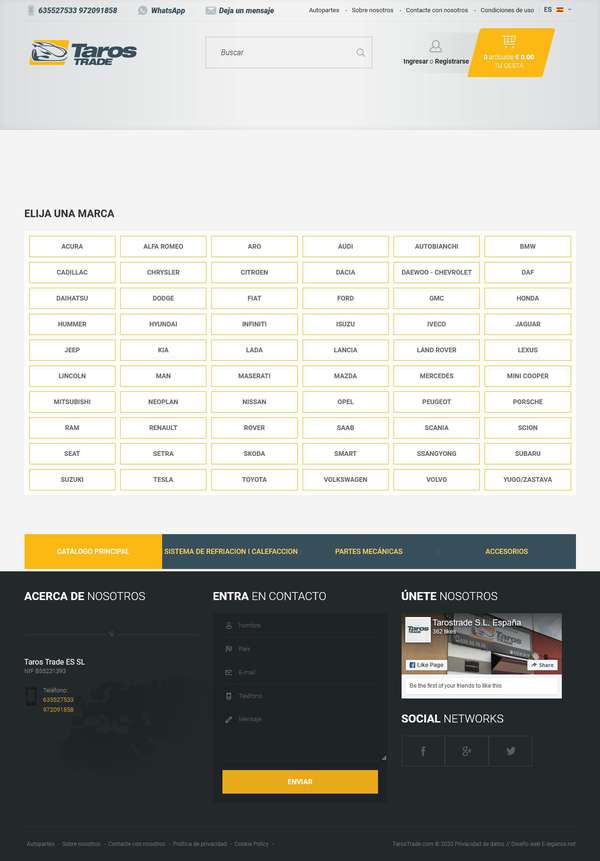 635527533 972091858 WhatsApp Deja un mensaje
Autopartes - Sobre nosotros - Contacte con nosotros - Condiciones de uso ES
Taros
TRADE
Buscar
Ingresar o Registrarse
0 artículos € 0.00
TU CESTA
ELIJA UNA MARCA
ACURA ALFA ROMEO ARO AUDI AUTOBIANCHI BMW
CADILLAC CHRYSLER CITROEN DACIA DAEWOO - CHEVROLET DAF
DAIHATSU DODGE FIAT FORD GMC HONDA
HUMMER HYUNDAI INFINITI ISUZU IVECO JAGUAR
JEEP KIA LADA LANCIA LAND ROVER LEXUS
LINCOLN MAN MASERATI MAZDA MERCEDES MINI COOPER
MITSUBISHI NEOPLAN NISSAN OPEL PEUGEOT PORSCHE
RAM RENAULT ROVER SAAB SCANIA SCION
SEAT SETRA SKODA SMART SSANGYONG SUBARU
SUZUKI TESLA TOYOTA VOLKSWAGEN VOLVO YUGO/ZASTAVA
CATÁLOGO PRINCIPAL SISTEMA DE REFRIACION I CALEFACCION PARTES MECÁNICAS ACCESORIOS
ACERCA DE NOSOTROS
Taros Trade ES SL
NIF B55231393
Teléfono:
635527533
972091858
ENTRA EN CONTACTO
Nombre
País
E-mail
Teléfono
Mensaje
ENVIAR
ÚNETE NOSOTROS
Tarostrade S.L. España
362 likes
Like Page Share
Be the first of your friends to like this
SOCIAL NETWORKS
Autopartes - Sobre nosotros - Contacte con nosotros - Política de privacidad - Cookie Policy -
TarosTrade.com © 2020 Privacidad de datos // Diseño web E-legance.net